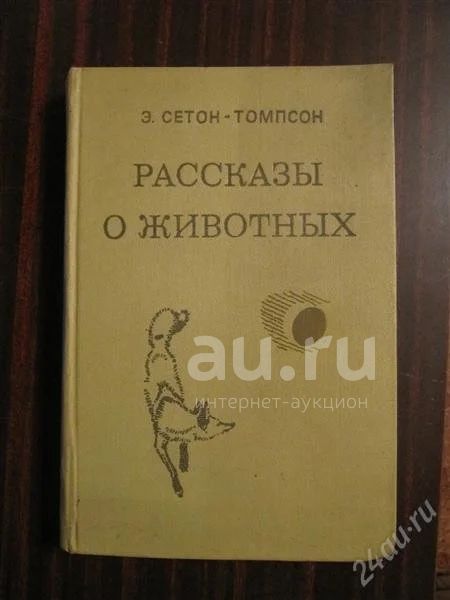 Э. СЕТОН-ТОМПСОН
РАССКАЗЫ
О ЖИВОТНЫХ
au.ru
интернет-аукцион
24au.ru